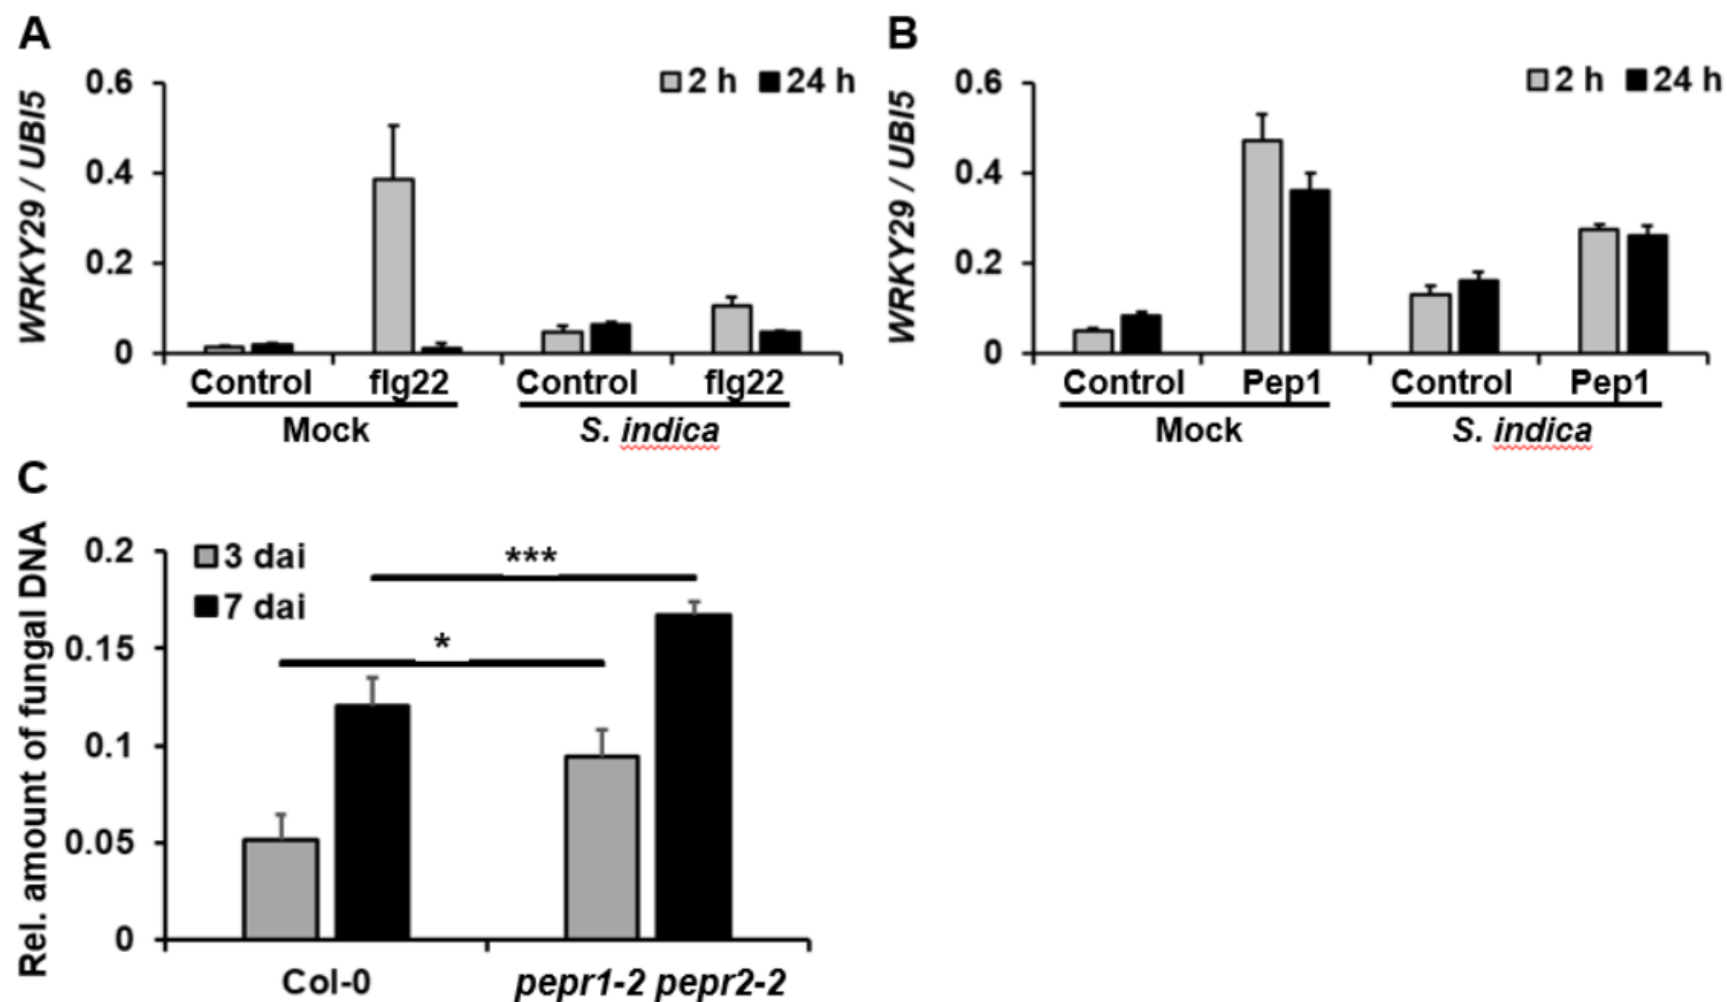 A
WRKY29 / UBI5
0.6
0.4
0.2
0
2 h 24 h
Control flg22 Control flg22
Mock S. indica
B
WRKY29 / UBI5
0.6
0.4
0.2
0
2 h 24 h
Control Pep1 Control Pep1
Mock S. indica
C
Rel. amount of fungal DNA
0.2
0.15
0.1
0.05
0
3 dai
7 dai
***
*
Col-0 pepr1-2 pepr2-2